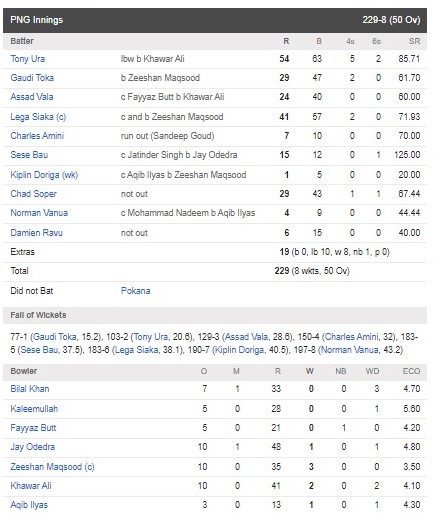 PNG Innings 229-8 (50 Ov)
Batter R B 4s 6s SR
Tony Ura lbw b Khawar Ali 54 63 5 2 85.71
Gaudi Toka b Zeeshan Maqsood 29 47 2 0 61.70
Assad Vala c Fayyaz Butt b Khawar Ali 24 40 0 0 60.00
Lega Siaka (c) c and b Zeeshan Maqsood 41 57 2 0 71.93
Charles Amini run out (Sandeep Goud) 7 10 0 0 70.00
Sese Bau c Jatinder Singh b Jay Odedra 15 12 0 1 125.00
Kiplin Doriga (wk) c Aqib Ilyas b Zeeshan Maqsood 1 5 0 0 20.00
Chad Soper not out 29 43 1 1 67.44
Norman Vanua c Mohammad Nadeem b Aqib Ilyas 4 9 0 0 44.44
Damien Ravu not out 6 15 0 0 40.00
Extras 19 (b 0, lb 10, w 8, nb 1, p 0)
Total 229 (8 wkts, 50 Ov)
Did not Bat Pokana
Fall of Wickets
77-1 (Gaudi Toka, 15.2), 103-2 (Tony Ura, 20.6), 129-3 (Assad Vala, 28.6), 150-4 (Charles Amini, 32), 183-
5 (Sese Bau, 37.5), 183-6 (Lega Siaka, 38.1), 190-7 (Kiplin Doriga, 40.5), 197-8 (Norman Vanua, 43.2)
Bowler O M R W NB WD ECO
Bilal Khan 7 1 33 0 0 3 4.70
Kaleemullah 5 0 28 0 0 1 5.60
Fayyaz Butt 5 0 21 0 1 0 4.20
Jay Odedra 10 1 48 1 0 1 4.80
Zeeshan Maqsood (c) 10 0 35 3 0 0 3.50
Khawar Ali 10 0 41 2 0 2 4.10
Aqib Ilyas 3 0 13 1 0 1 4.30